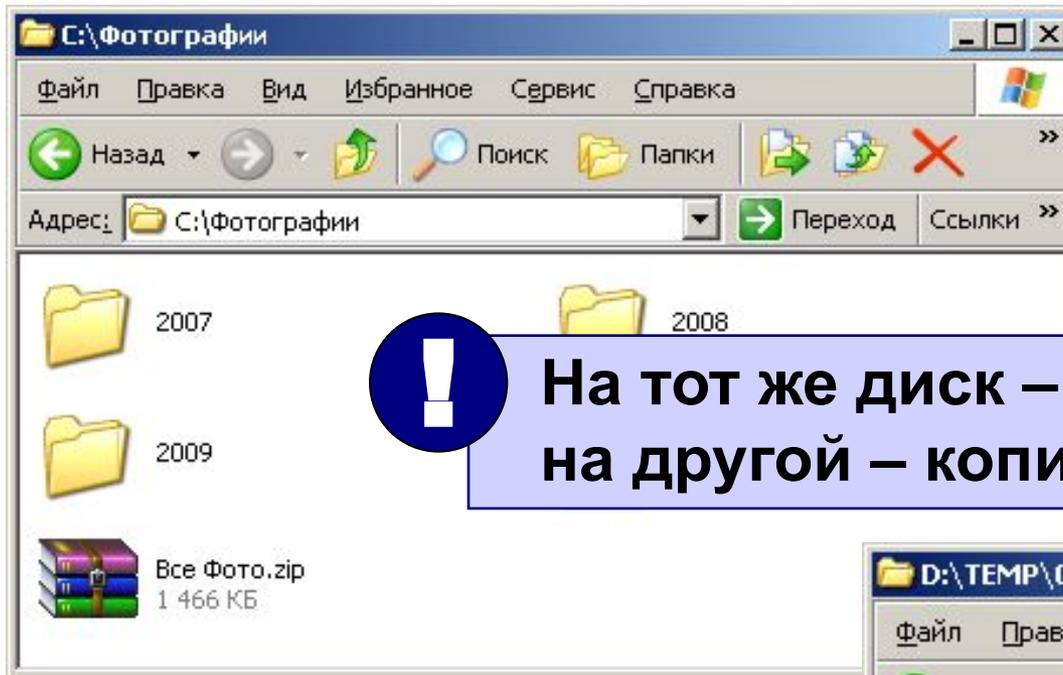 C:\Фотографии
Файл Правка Вид Избранное Сервис Справка
Назад Поиск Папки »
Адрес: C:\Фотографии Переход Ссылки »
2007 2008
! На тот же диск –
на другой – копи
2009
Все Фото.zip
1 466 КБ
D:\TEMP\
Файл Прав